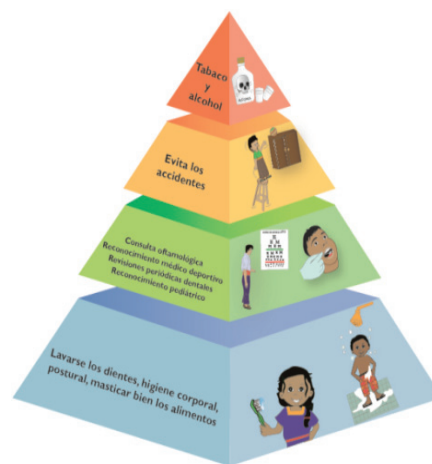 Tabaco
y
alcohol
Evita los
accidentes
Consulta oftamológica
Reconocimiento médico deportivo
Revisiones periódicas dentales
Reconocimiento pediátrico
Lavarse los dientes, higiene corporal,
postural, masticar bien los alimentos